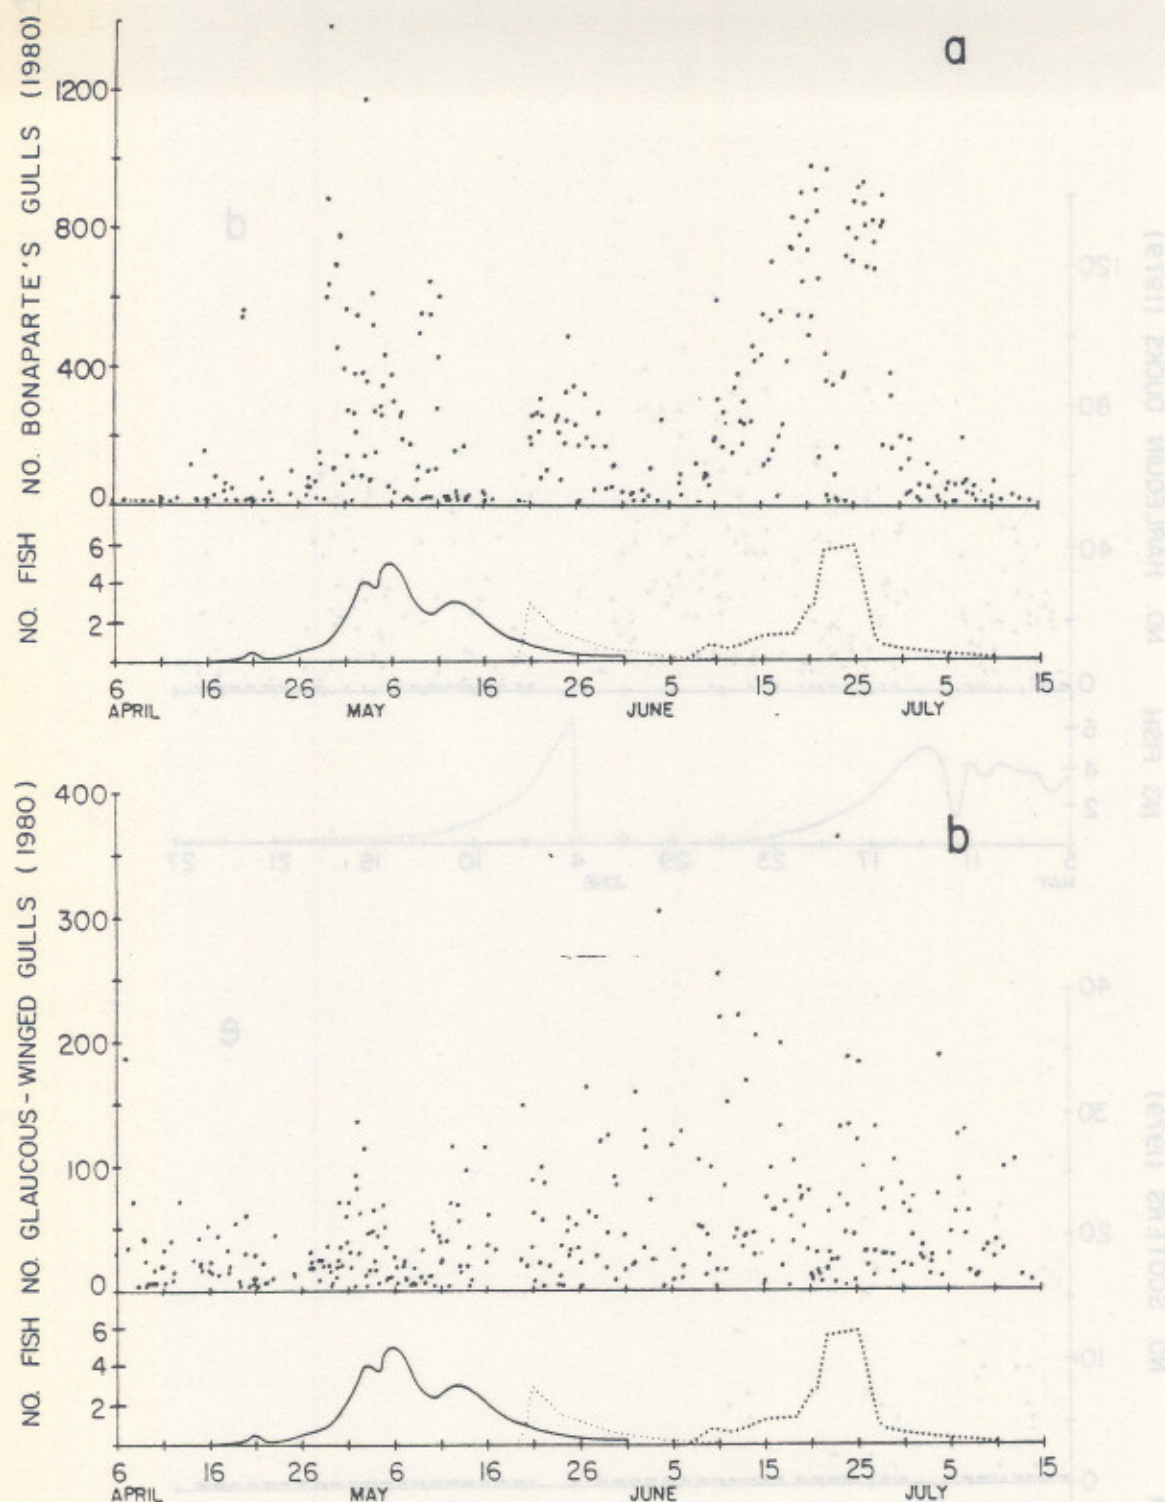 a
NO. BONAPARTE'S GULLS (1980)
1200
800
400
0
NO. FISH
6
4
2
6 16 26 6 16 26 5 15 25 5 15
APRIL MAY JUNE JULY
b
NO. GLAUCOUS-WINGED GULLS (1980)
400
300
200
100
0
NO. FISH
6
4
2
6 16 26 6 16 26 5 15 25 5 15
APRIL MAY JUNE JULY